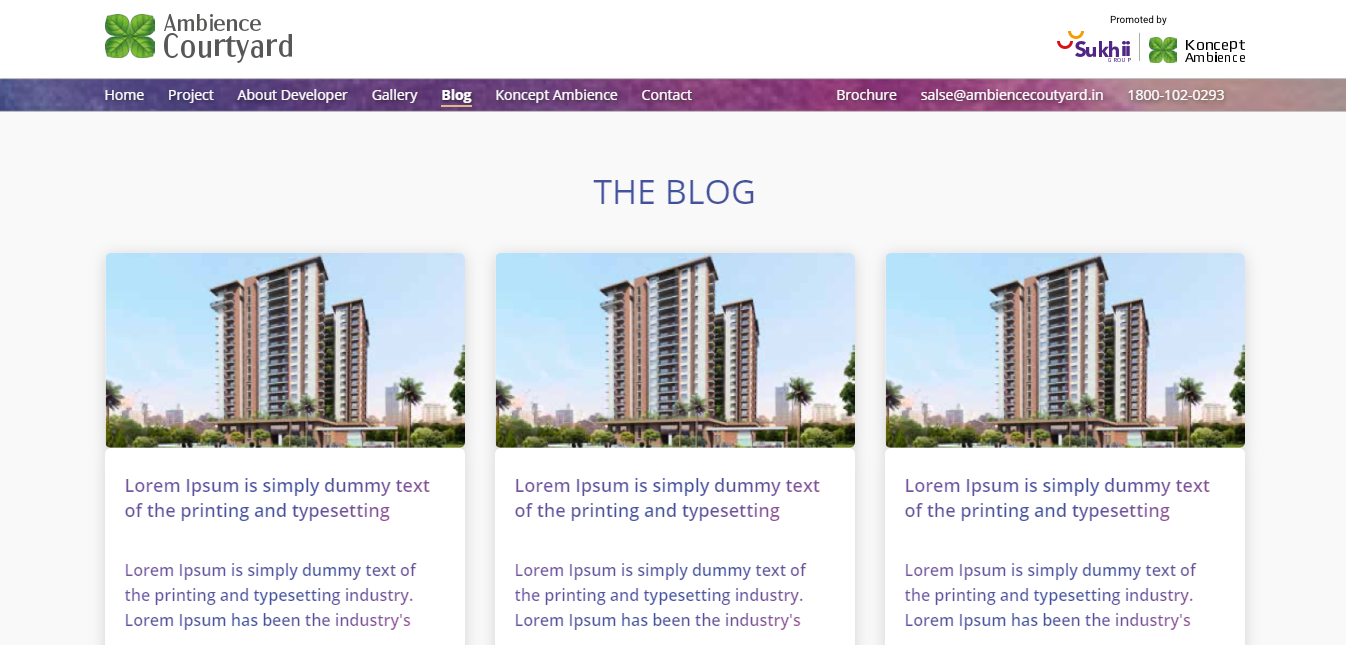 Ambience
Courtyard
Promoted by
Sukhii
GROUP
Koncept
Ambience
Home Project About Developer Gallery Blog Koncept Ambience Contact Brochure salse@ambiencecoutyard.in 1800-102-0293
THE BLOG
Lorem Ipsum is simply dummy text
of the printing and typesetting
Lorem Ipsum is simply dummy text of
the printing and typesetting industry.
Lorem Ipsum has been the industry's
Lorem Ipsum is simply dummy text
of the printing and typesetting
Lorem Ipsum is simply dummy text of
the printing and typesetting industry.
Lorem Ipsum has been the industry's
Lorem Ipsum is simply dummy text
of the printing and typesetting
Lorem Ipsum is simply dummy text of
the printing and typesetting industry.
Lorem Ipsum has been the industry's